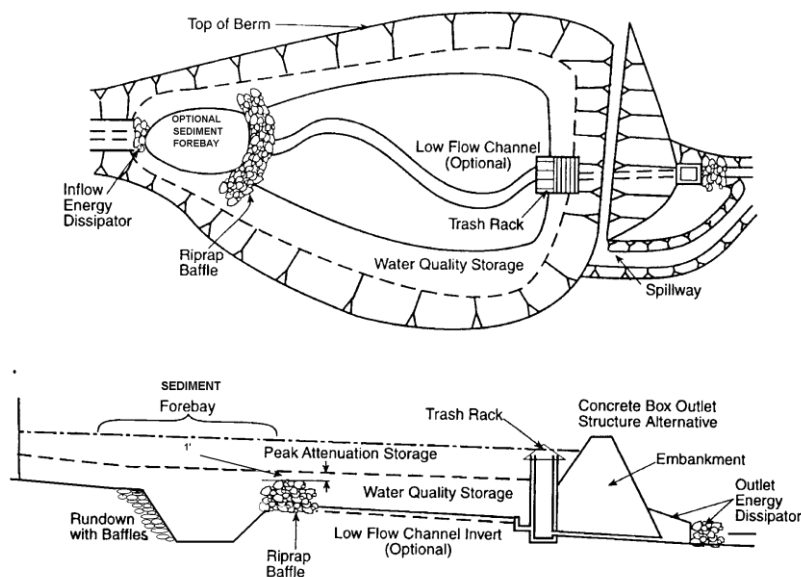 Top of Berm
OPTIONAL
SEDIMENT
FOREBAY
Low Flow Channel
(Optional)
Inflow
Energy
Dissipator
Trash Rack
Riprap
Baffle
Water Quality Storage
Spillway
SEDIMENT
Forebay
Trash Rack
Concrete Box Outlet
Structure Alternative
1'
Peak Attenuation Storage
Embankment
Water Quality Storage
Outlet
Energy
Dissipator
Rundown
with Baffles
Low Flow Channel Invert
(Optional)
Riprap
Baffle